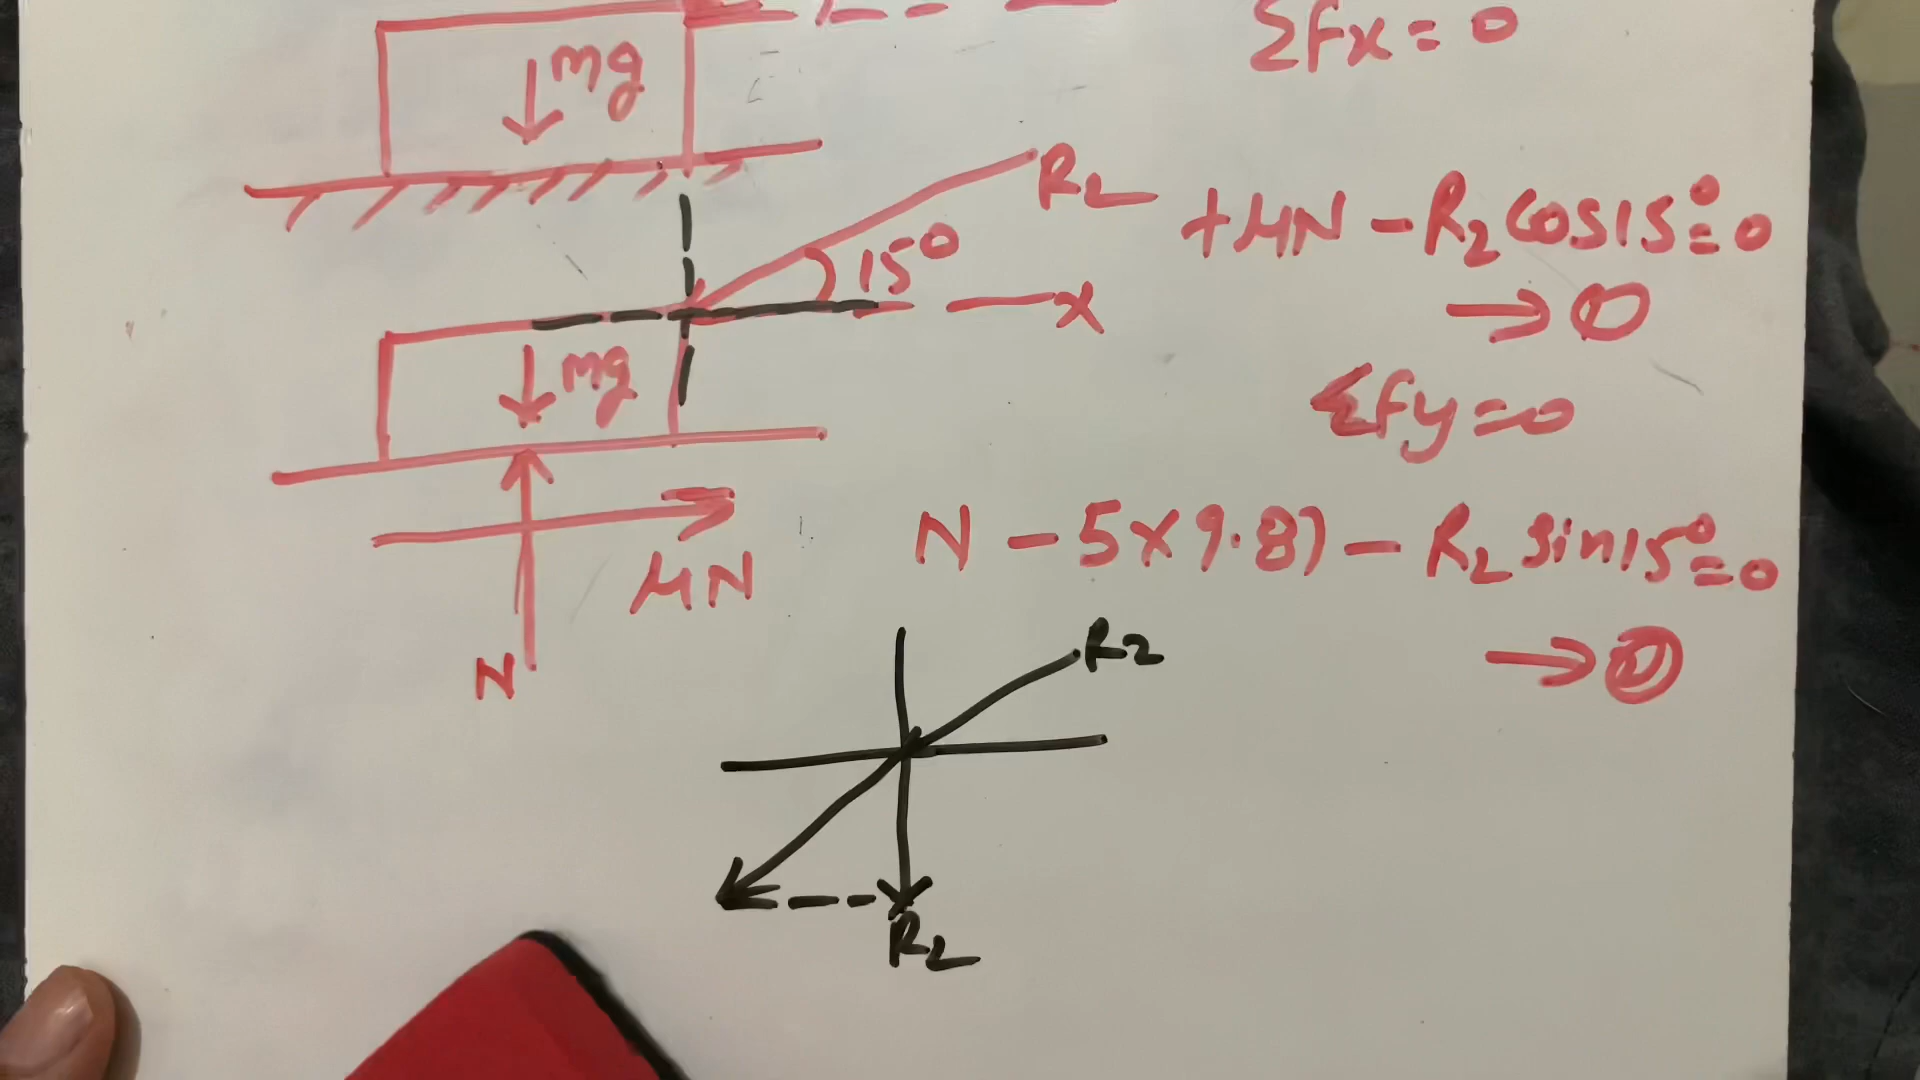 Σfx = 0
mg
R2
+μN - R2 cos15° = 0
15°
x
→ ①
mg
Σfy = 0
N - 5×9.81 - R2 sin15° = 0
μN
N
→ ②
R2
R2